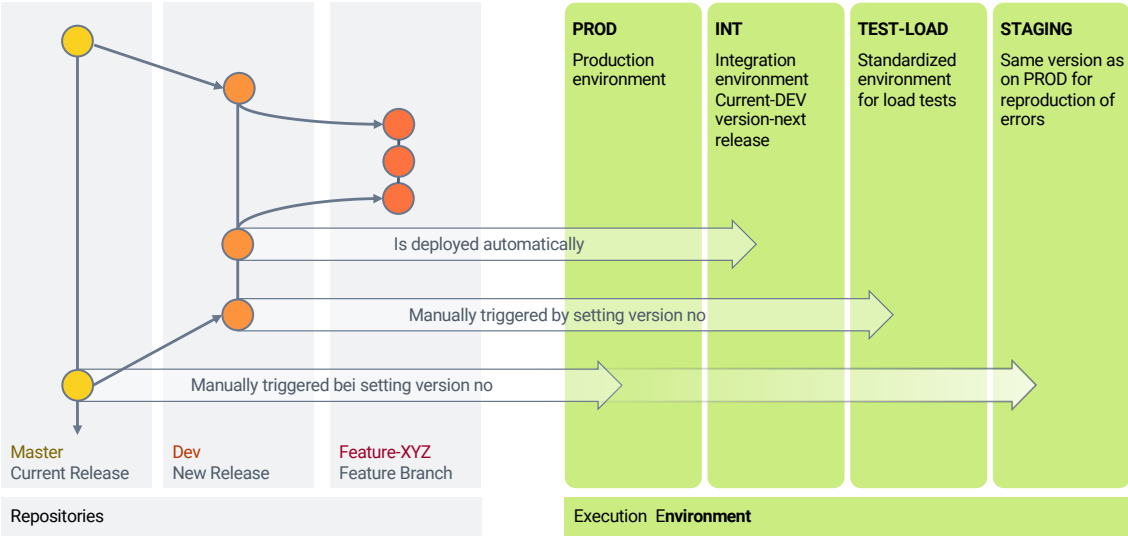 PROD
Production
environment
INT
Integration
environment
Current-DEV
version-next
release
TEST-LOAD
Standardized
environment
for load tests
STAGING
Same version as
on PROD for
reproduction of
errors
Is deployed automatically
Manually triggered by setting version no
Manually triggered bei setting version no
Master
Current Release
Dev
New Release
Feature-XYZ
Feature Branch
Repositories
Execution Environment